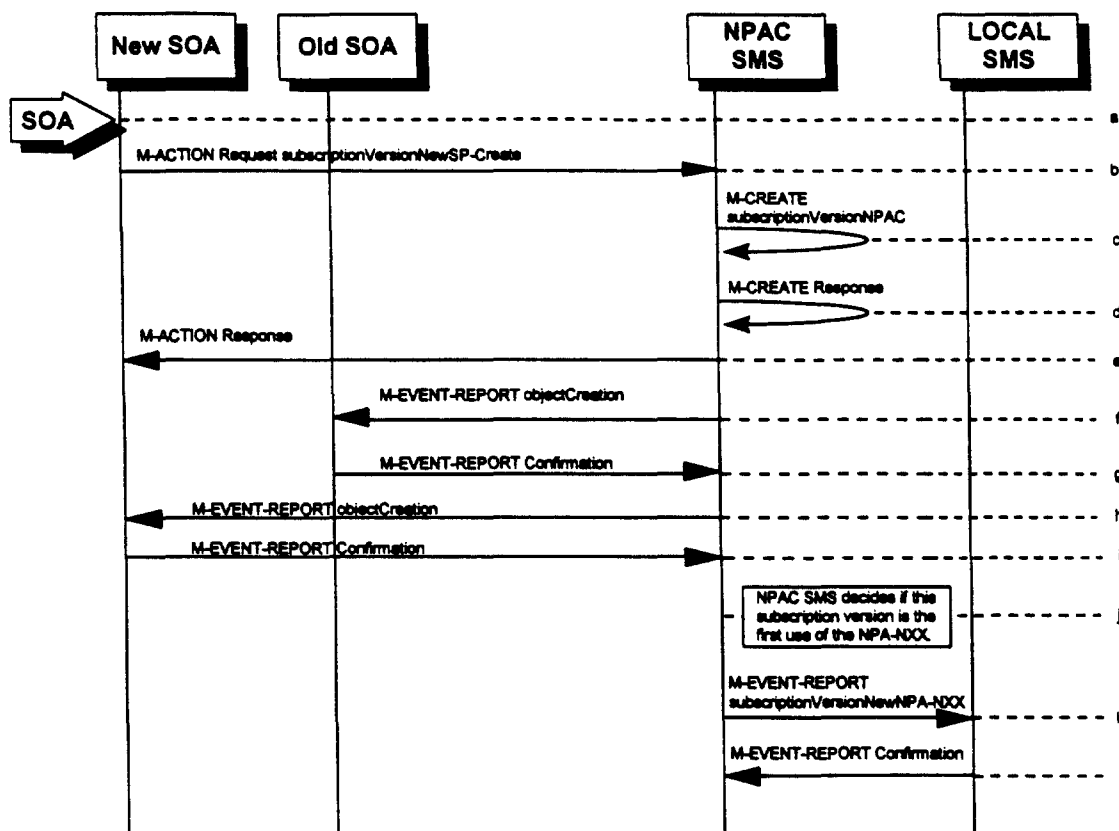 New SOA
Old SOA
NPAC
SMS
LOCAL
SMS
SOA
a
M-ACTION Request subscriptionVersionNewSP-Create
b
M-CREATE
subscriptionVersionNPAC
c
M-CREATE Response
d
M-ACTION Response
e
M-EVENT-REPORT objectCreation
f
M-EVENT-REPORT Confirmation
g
M-EVENT-REPORT objectCreation
h
M-EVENT-REPORT Confirmation
NPAC SMS decides if this
subscription version is the
first use of the NPA-NXX.
j
M-EVENT-REPORT
subscriptionVersionNewNPA-NXX
M-EVENT-REPORT Confirmation